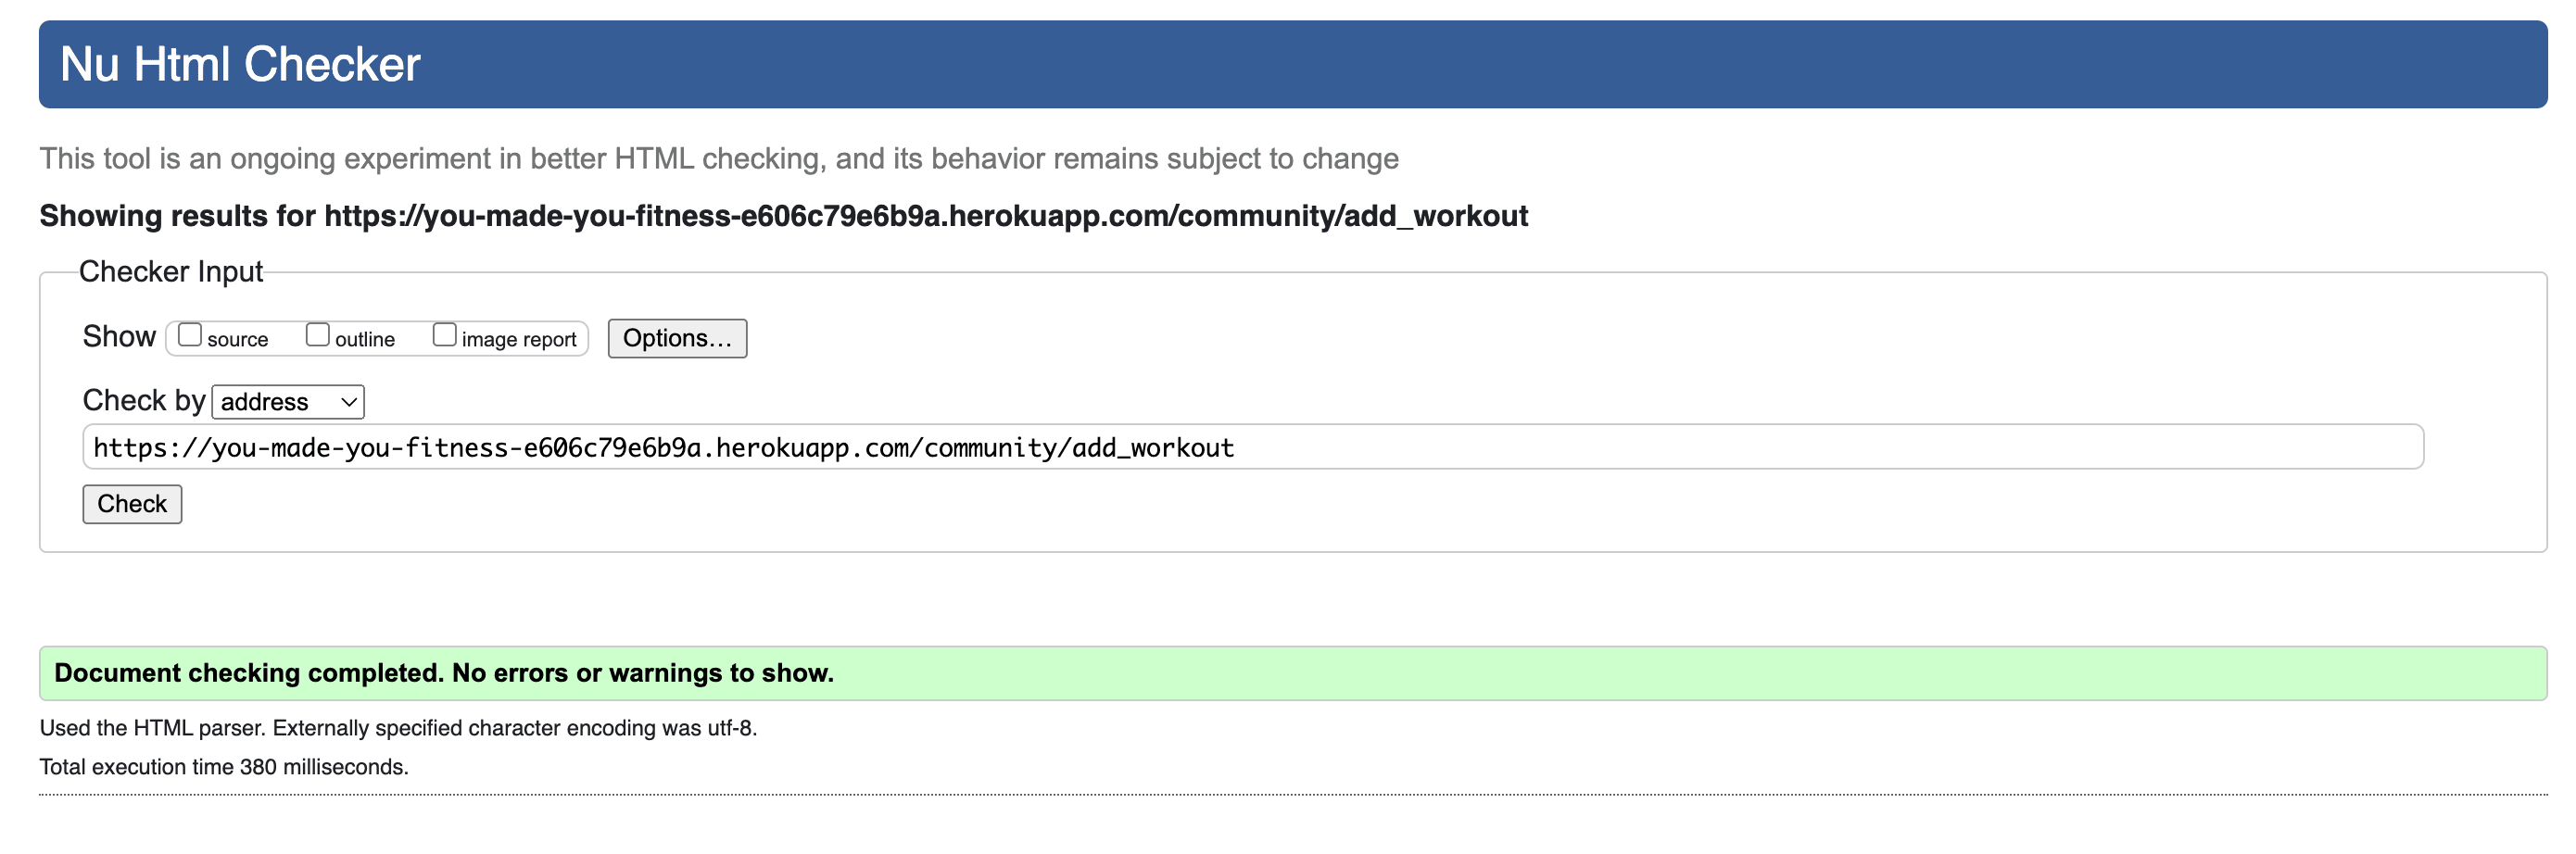 Nu Html Checker
This tool is an ongoing experiment in better HTML checking, and its behavior remains subject to change
Showing results for https://you-made-you-fitness-e606c79e6b9a.herokuapp.com/community/add_workout
Checker Input
Show source outline image report Options...
Check by address
https://you-made-you-fitness-e606c79e6b9a.herokuapp.com/community/add_workout
Check
Document checking completed. No errors or warnings to show.
Used the HTML parser. Externally specified character encoding was utf-8.
Total execution time 380 milliseconds.